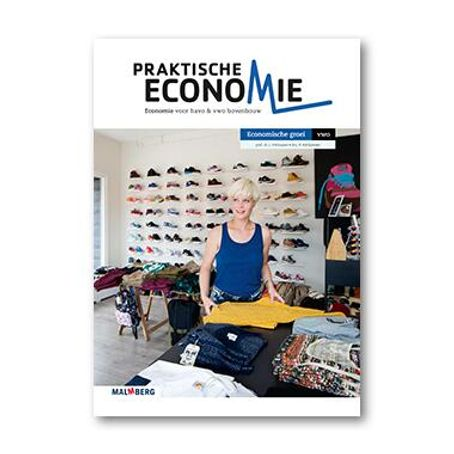 PRAKTISCHE
ECONOMIE
Economie voor havo & vwo bovenbouw
Economische groei VWO
MALMBERG